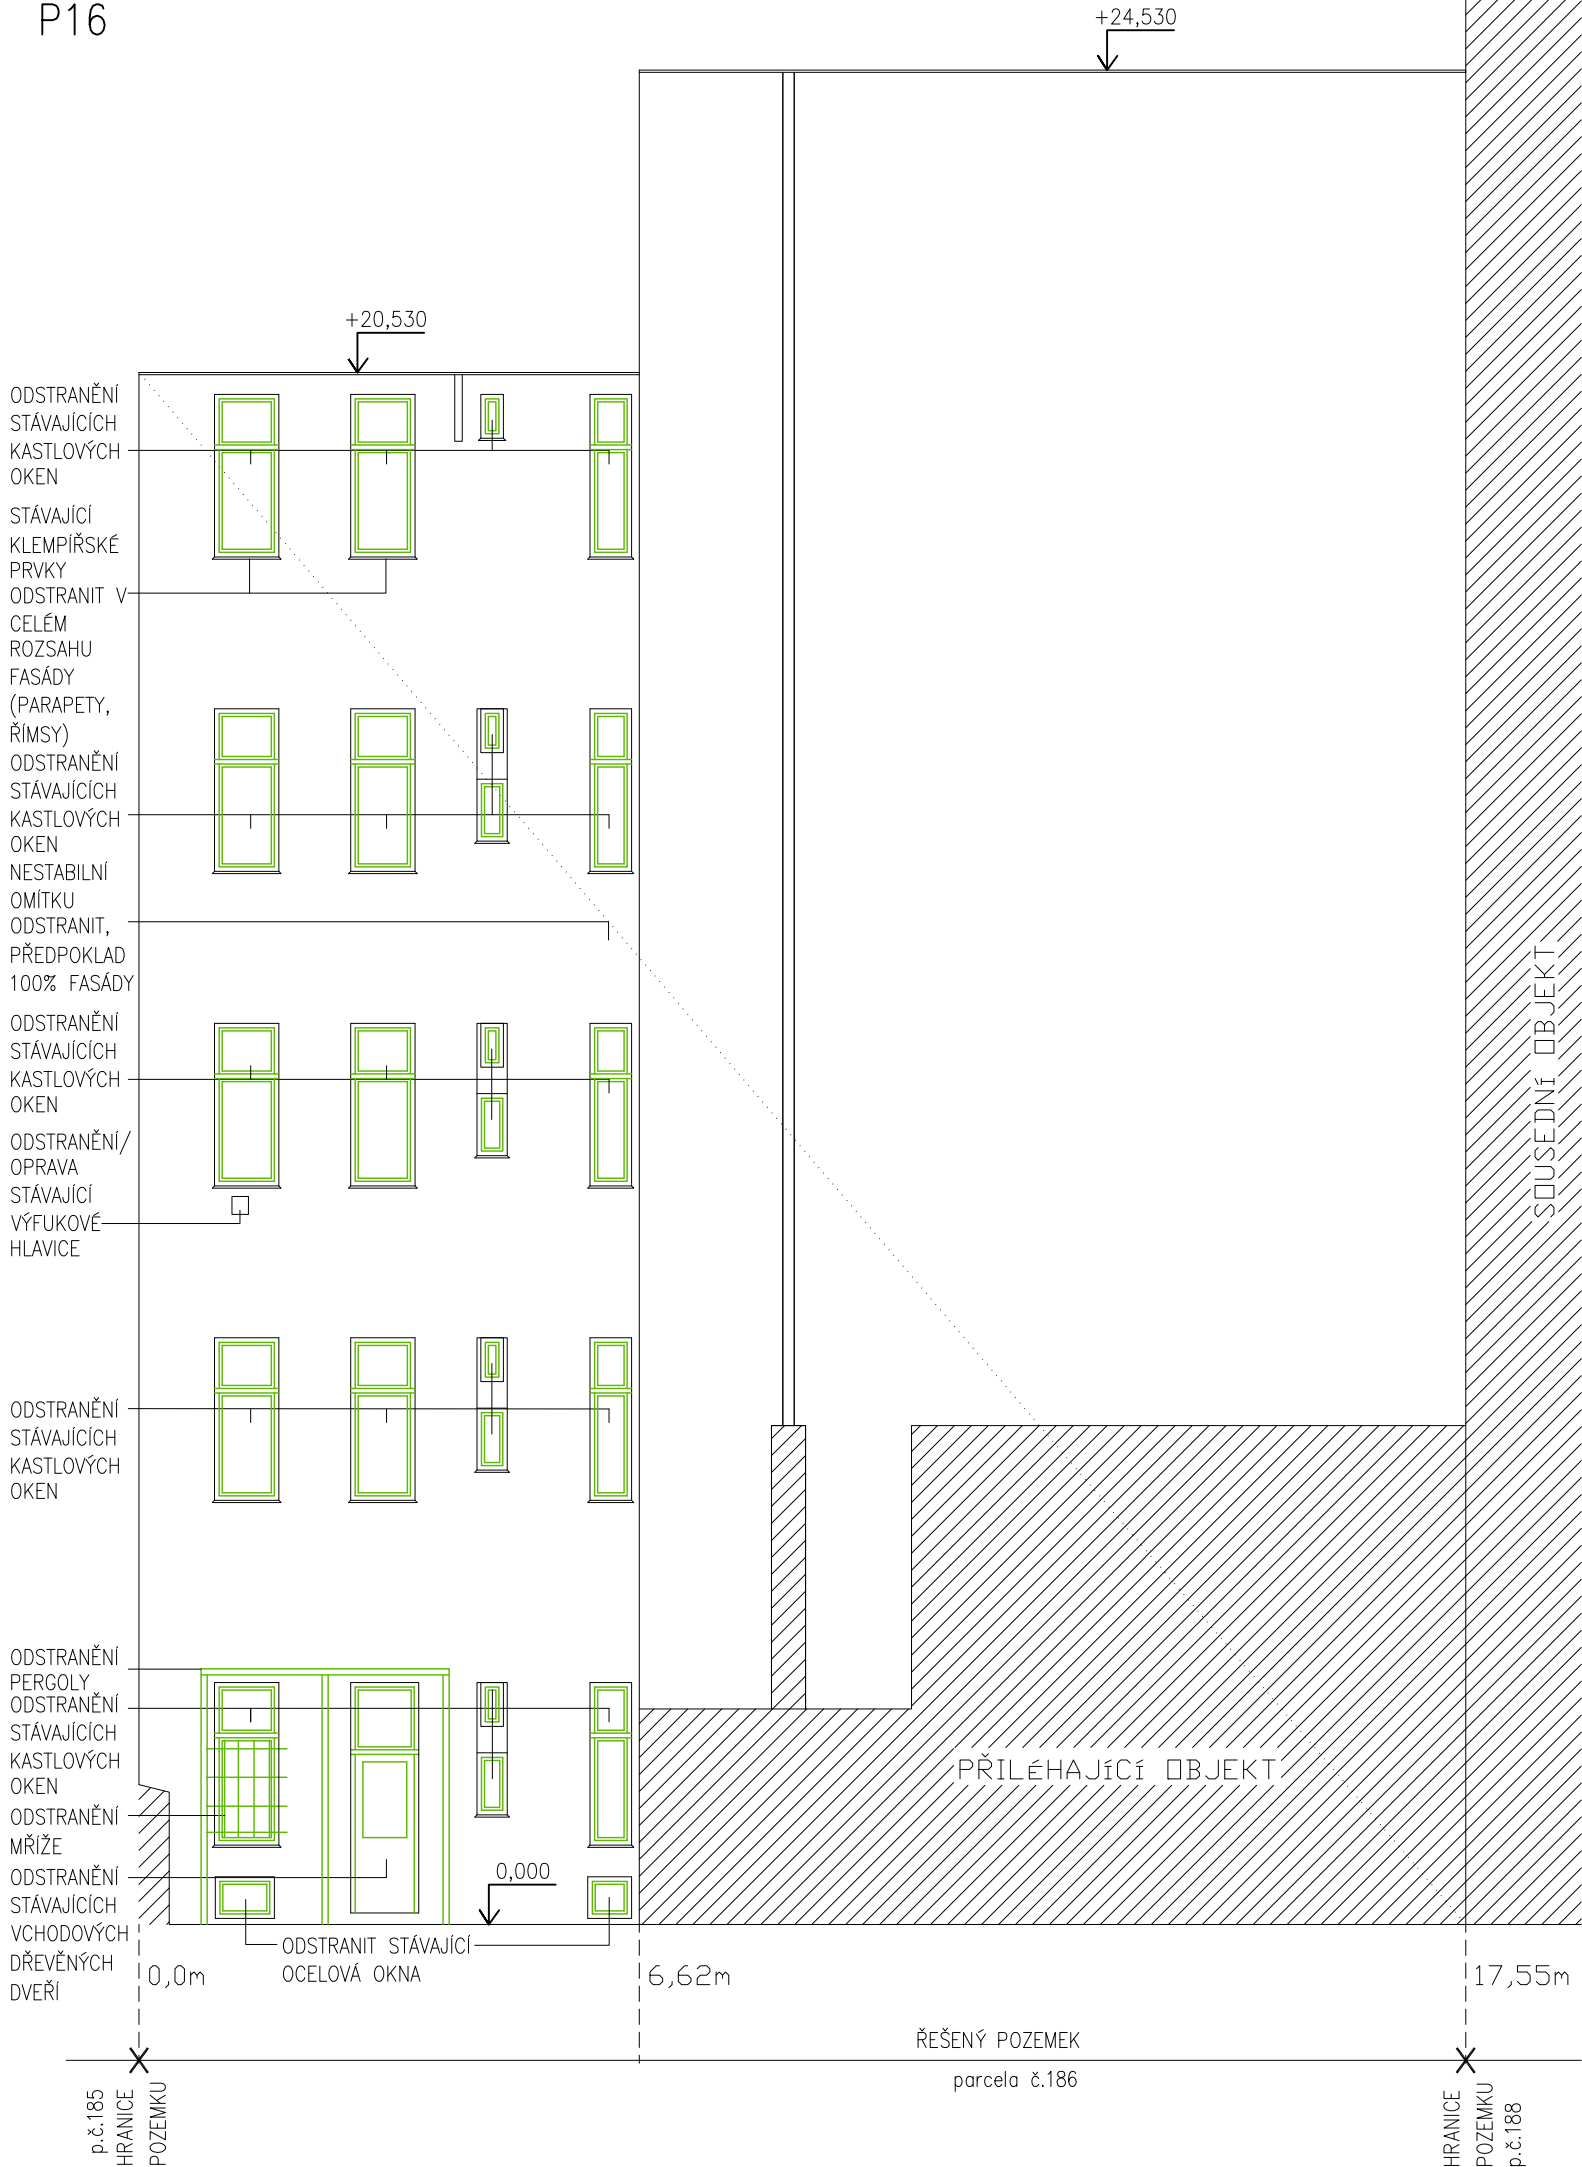 P16
+24,530
+20,530
ODSTRANĚNÍ
STÁVAJÍCÍCH
KASTLOVÝCH
OKEN
STÁVAJÍCÍ
KLEMPÍŘSKÉ
PRVKY
ODSTRANIT V
CELÉM
ROZSAHU
FASÁDY
(PARAPETY,
ŘÍMSY)
ODSTRANĚNÍ
STÁVAJÍCÍCH
KASTLOVÝCH
OKEN
NESTABILNÍ
OMÍTKU
ODSTRANIT,
PŘEDPOKLAD
100% FASÁDY
ODSTRANĚNÍ
STÁVAJÍCÍCH
KASTLOVÝCH
OKEN
ODSTRANĚNÍ/
OPRAVA
STÁVAJÍCÍ
VÝFUKOVÉ
HLAVICE
ODSTRANĚNÍ
STÁVAJÍCÍCH
KASTLOVÝCH
OKEN
ODSTRANĚNÍ
PERGOLY
ODSTRANĚNÍ
STÁVAJÍCÍCH
KASTLOVÝCH
OKEN
ODSTRANĚNÍ
MŘÍŽE
ODSTRANĚNÍ
STÁVAJÍCÍCH
VCHODOVÝCH
DŘEVĚNÝCH
DVEŘÍ
SOUSEDNÍ OBJEKT
PŘILÉHAJÍCÍ OBJEKT
0,000
ODSTRANIT STÁVAJÍCÍ
OCELOVÁ OKNA
0,0m
6,62m
17,55m
ŘEŠENÝ POZEMEK
parcela č.186
p.č.185
HRANICE
POZEMKU
HRANICE
POZEMKU
p.č.188